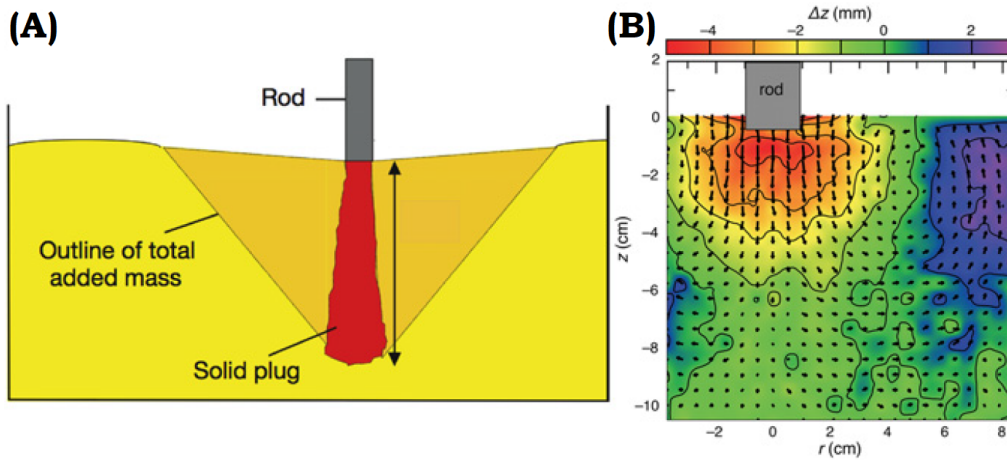 (A)
Rod
Outline of total
added mass
Solid plug
(B)
Δz (mm)
−4
−2
0
2
rod
2
0
−2
−4
−6
−8
−10
z (cm)
−2
0
2
4
6
8
r (cm)